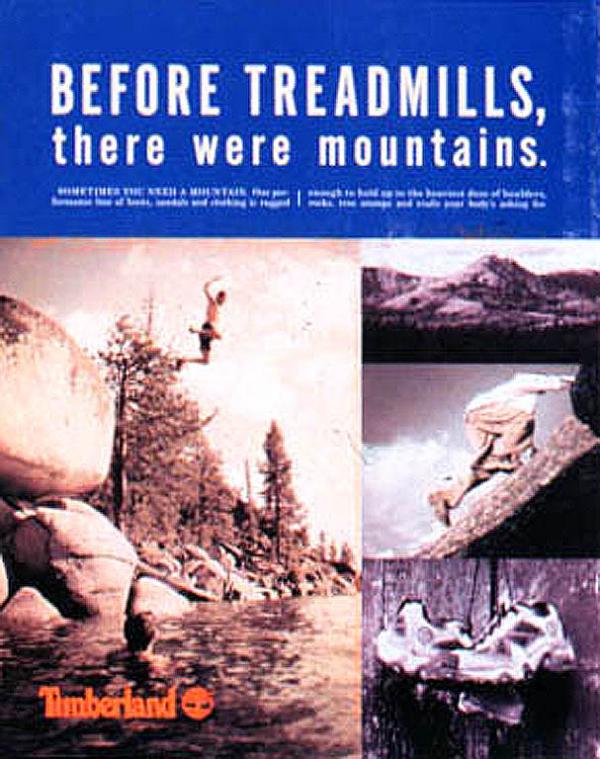 BEFORE TREADMILLS,
there were mountains.
SOMETIMES YOU NEED A MOUNTAIN. Our per-
formance line of boots, sandals and clothing is rugged
enough to hold up to the heaviest dose of boulders,
rocks, tree stumps and trails your body's asking for
Timberland